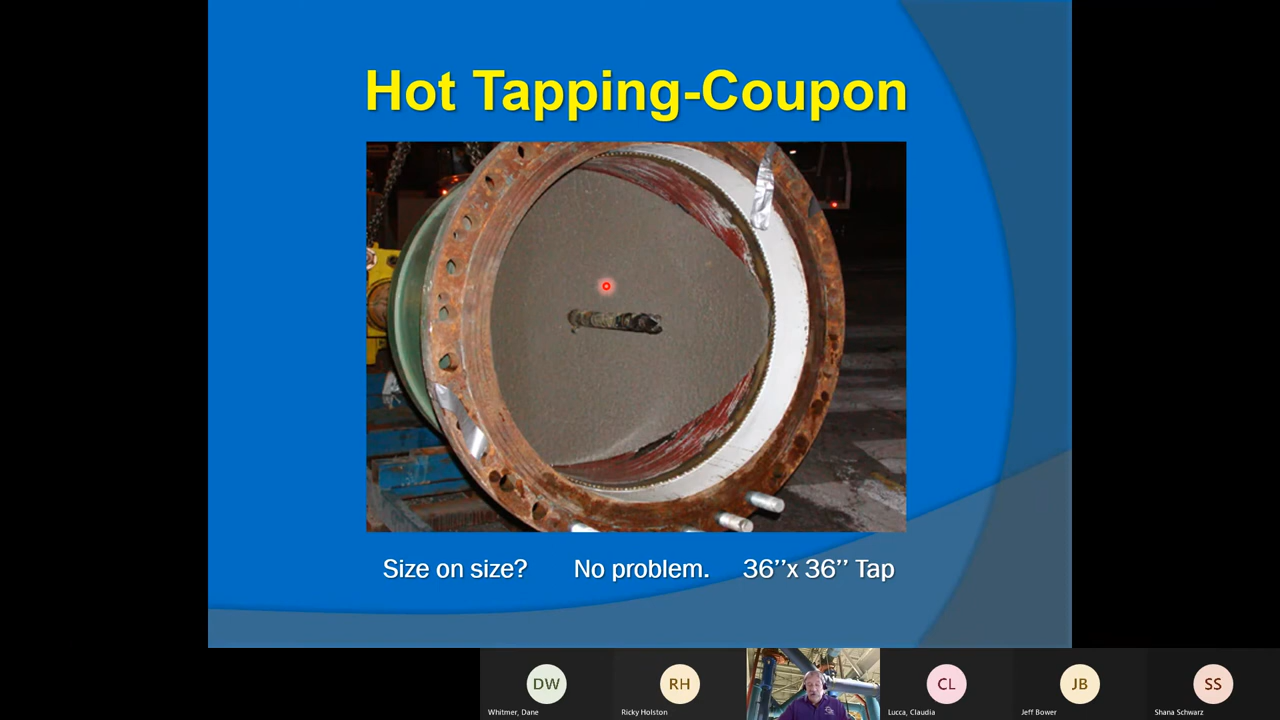 Hot Tapping-Coupon
Size on size? No problem. 36’’x 36’’ Tap
DW RH CL JB SS
Whitmer, Dane Ricky Holston Lucca, Claudia Jeff Bower Shana Schwarz